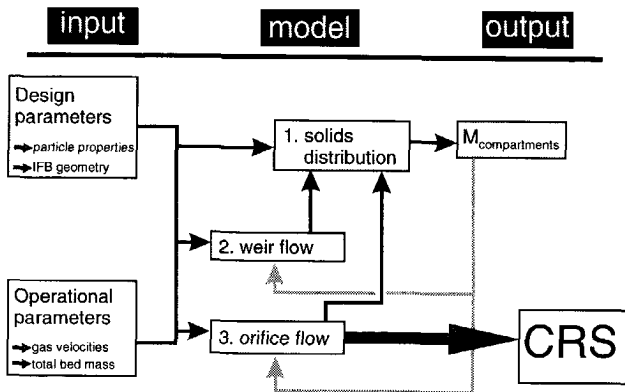 input
model
output
Design
parameters
particle properties
IFB geometry
1. solids
distribution
Mcompartments
2. weir flow
Operational
parameters
gas velocities
total bed mass
3. orifice flow
CRS